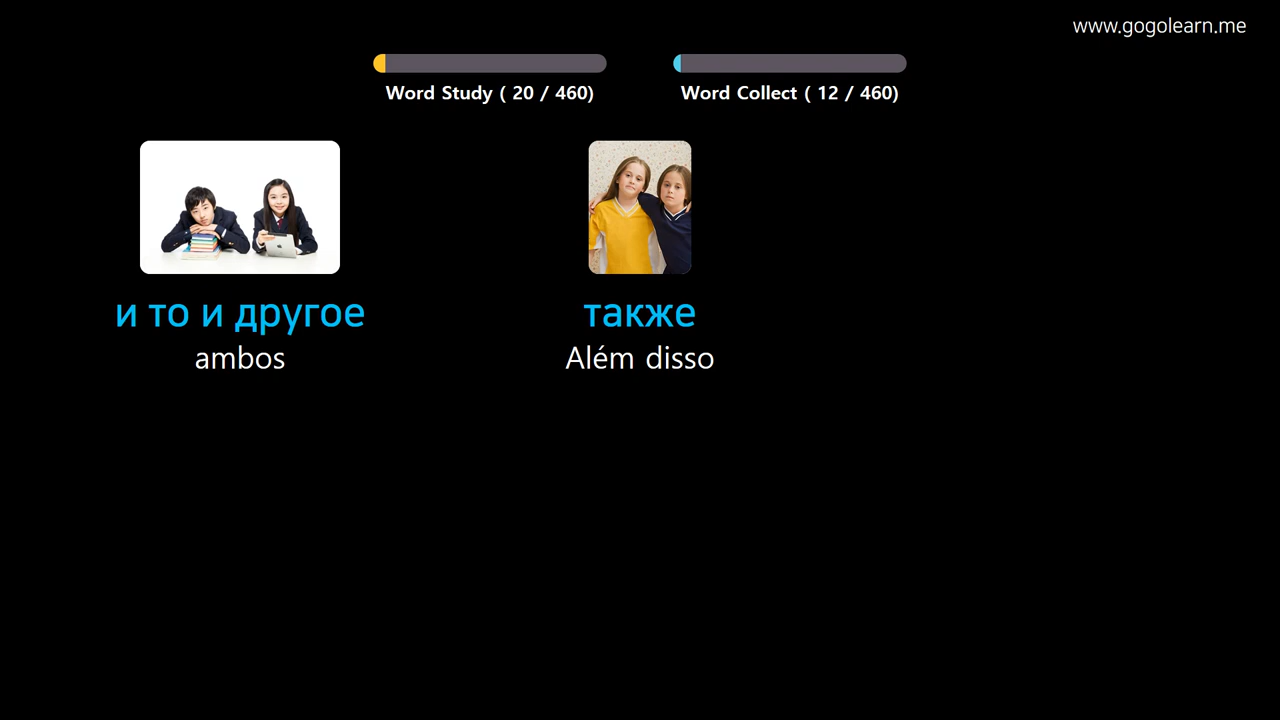 www.gogolearn.me
Word Study ( 20 / 460)
Word Collect ( 12 / 460)
и то и другое
ambos
также
Além disso